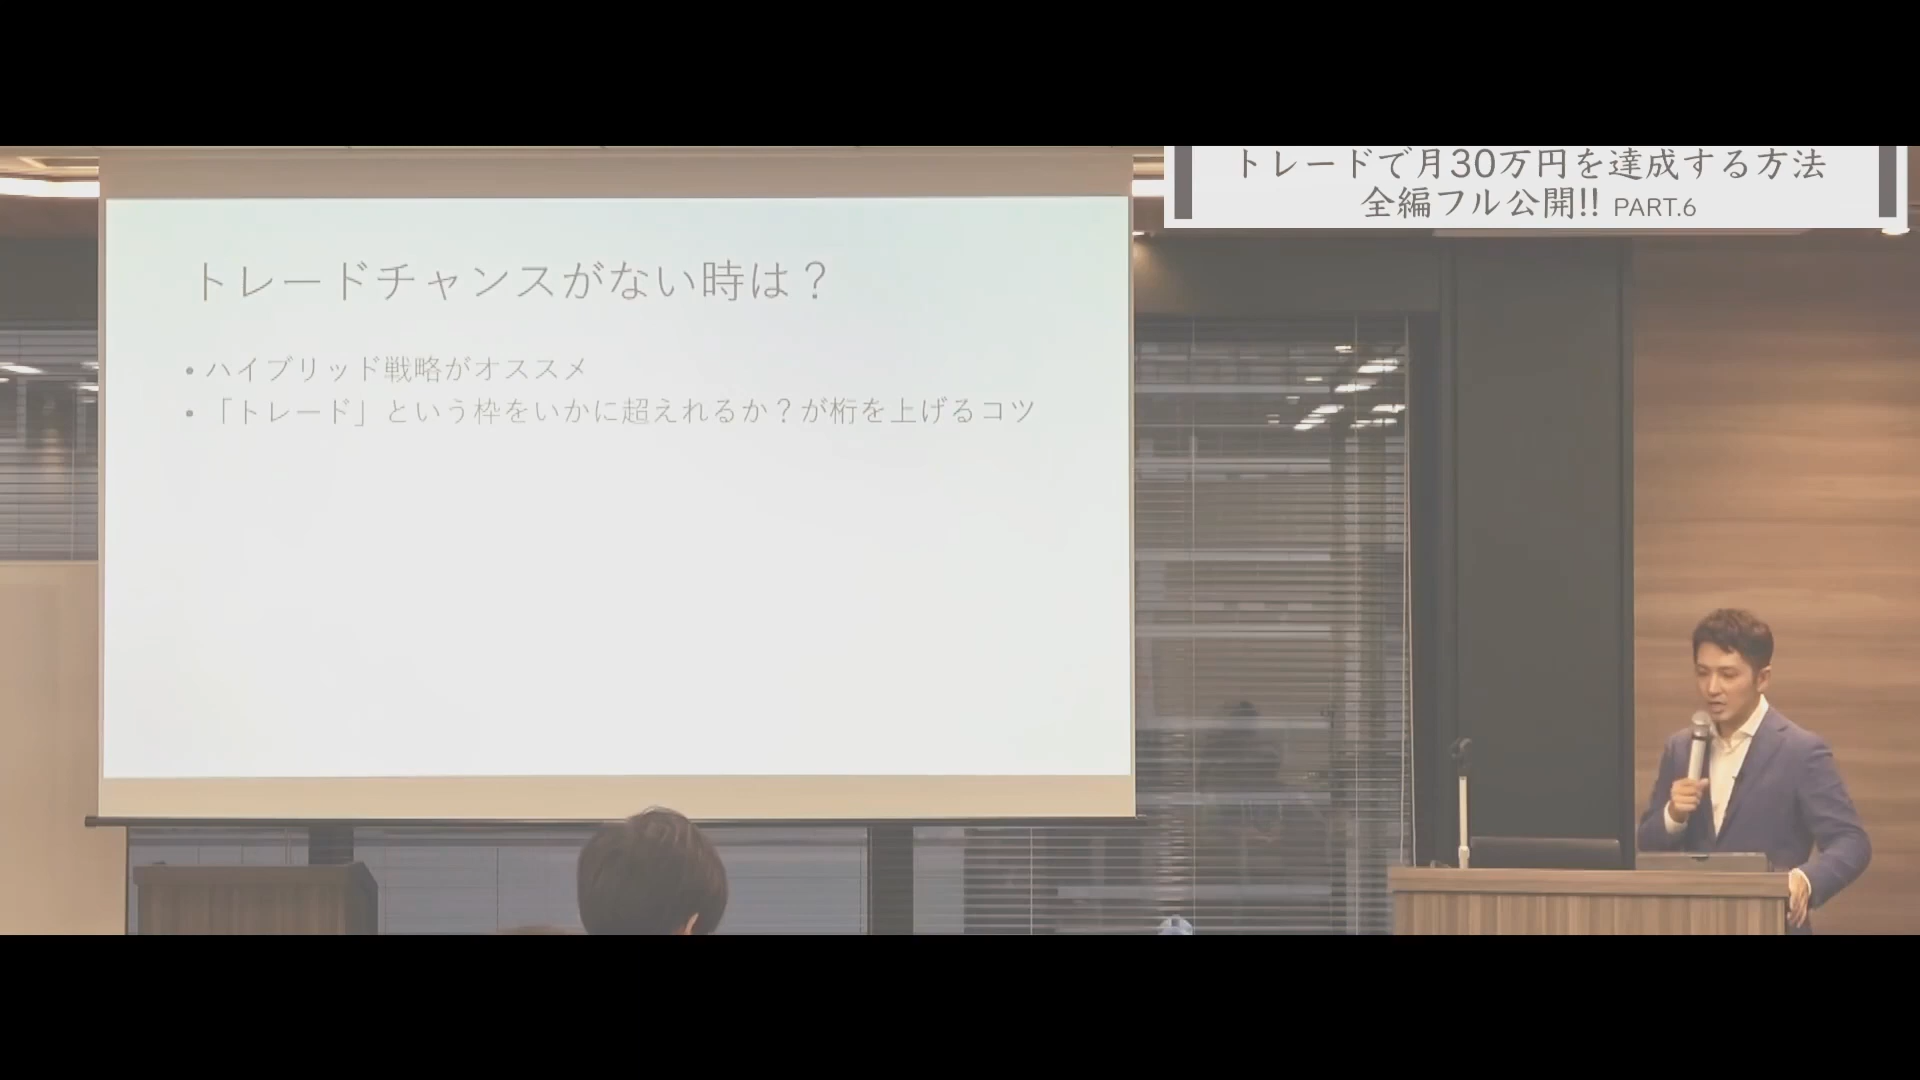 トレードで月30万円を達成する方法
全編フル公開!! PART.6
トレードチャンスがない時は？
• ハイブリッド戦略がオススメ
• 「トレード」という枠をいかに超えれるか？が桁を上げるコツ